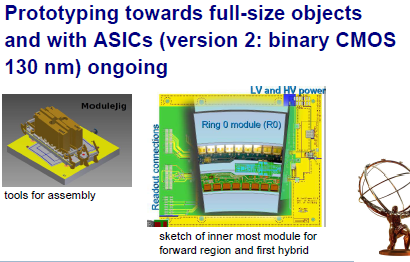 Prototyping towards full-size objects
and with ASICs (version 2: binary CMOS
130 nm) ongoing
ModuleJig
LV and HV power
Ring 0 module (R0)
Readout connections
tools for assembly
sketch of inner most module for
forward region and first hybrid